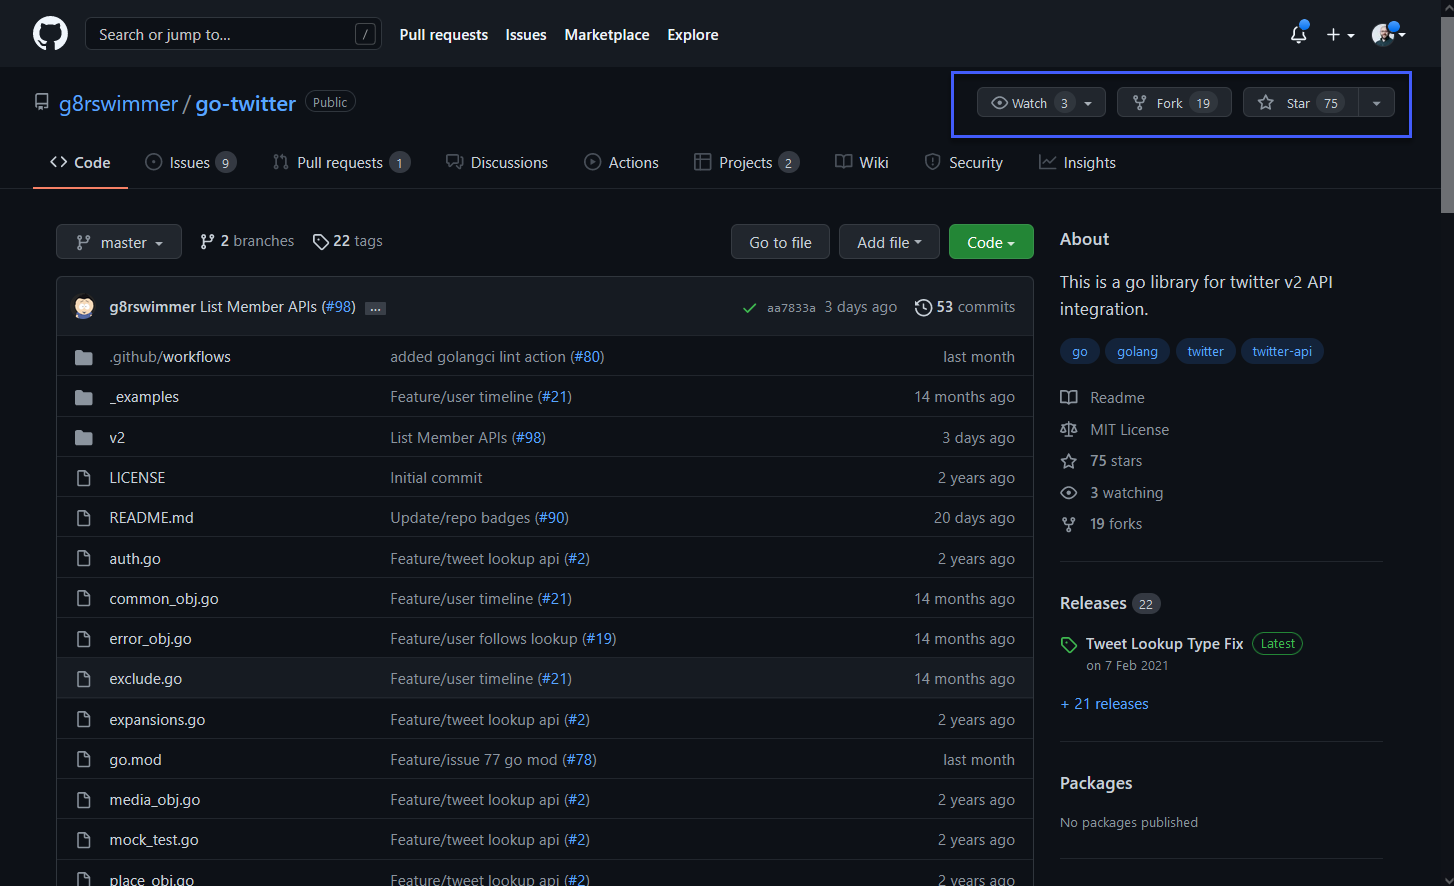 Search or jump to... /
Pull requests Issues Marketplace Explore
g8rswimmer / go-twitter Public
Watch 3 Fork 19 Star 75
Code Issues 9 Pull requests 1 Discussions Actions Projects 2 Wiki Security Insights
master 2 branches 22 tags Go to file Add file Code
g8rswimmer List Member APIs (#98) ... aa7833a 3 days ago 53 commits
.github/workflows added golangci lint action (#80) last month
_examples Feature/user timeline (#21) 14 months ago
v2 List Member APIs (#98) 3 days ago
LICENSE Initial commit 2 years ago
README.md Update/repo badges (#90) 20 days ago
auth.go Feature/tweet lookup api (#2) 2 years ago
common_obj.go Feature/user timeline (#21) 14 months ago
error_obj.go Feature/user follows lookup (#19) 14 months ago
exclude.go Feature/user timeline (#21) 14 months ago
expansions.go Feature/tweet lookup api (#2) 2 years ago
go.mod Feature/issue 77 go mod (#78) last month
media_obj.go Feature/tweet lookup api (#2) 2 years ago
mock_test.go Feature/tweet lookup api (#2) 2 years ago
place_obj.go Feature/tweet lookup api (#2) 2 years ago
About
This is a go library for twitter v2 API
integration.
go golang twitter twitter-api
Readme
MIT License
75 stars
3 watching
19 forks
Releases 22
Tweet Lookup Type Fix Latest
on 7 Feb 2021
+ 21 releases
Packages
No packages published